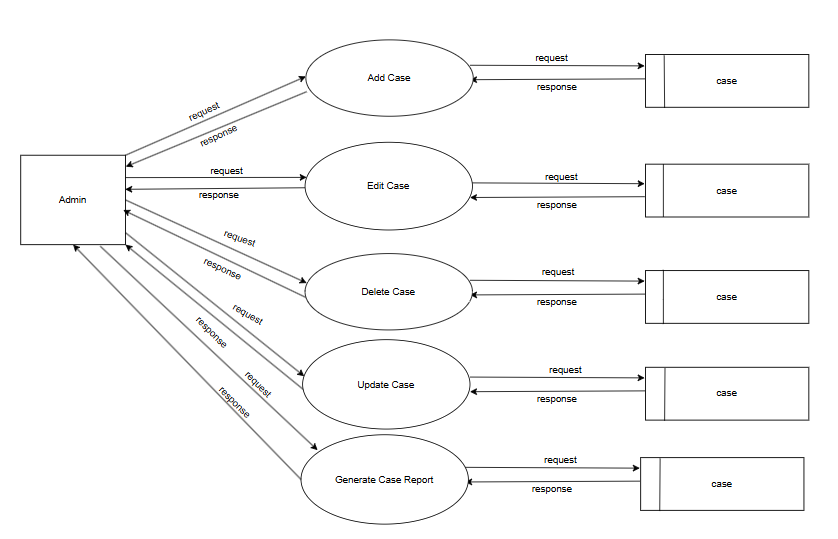 request
Add Case
case
response
request
response
request
Edit Case
request
case
response
response
Admin
request
response
request
Delete Case
case
response
request
response
request
Update Case
case
response
request
response
request
Generate Case Report
case
response